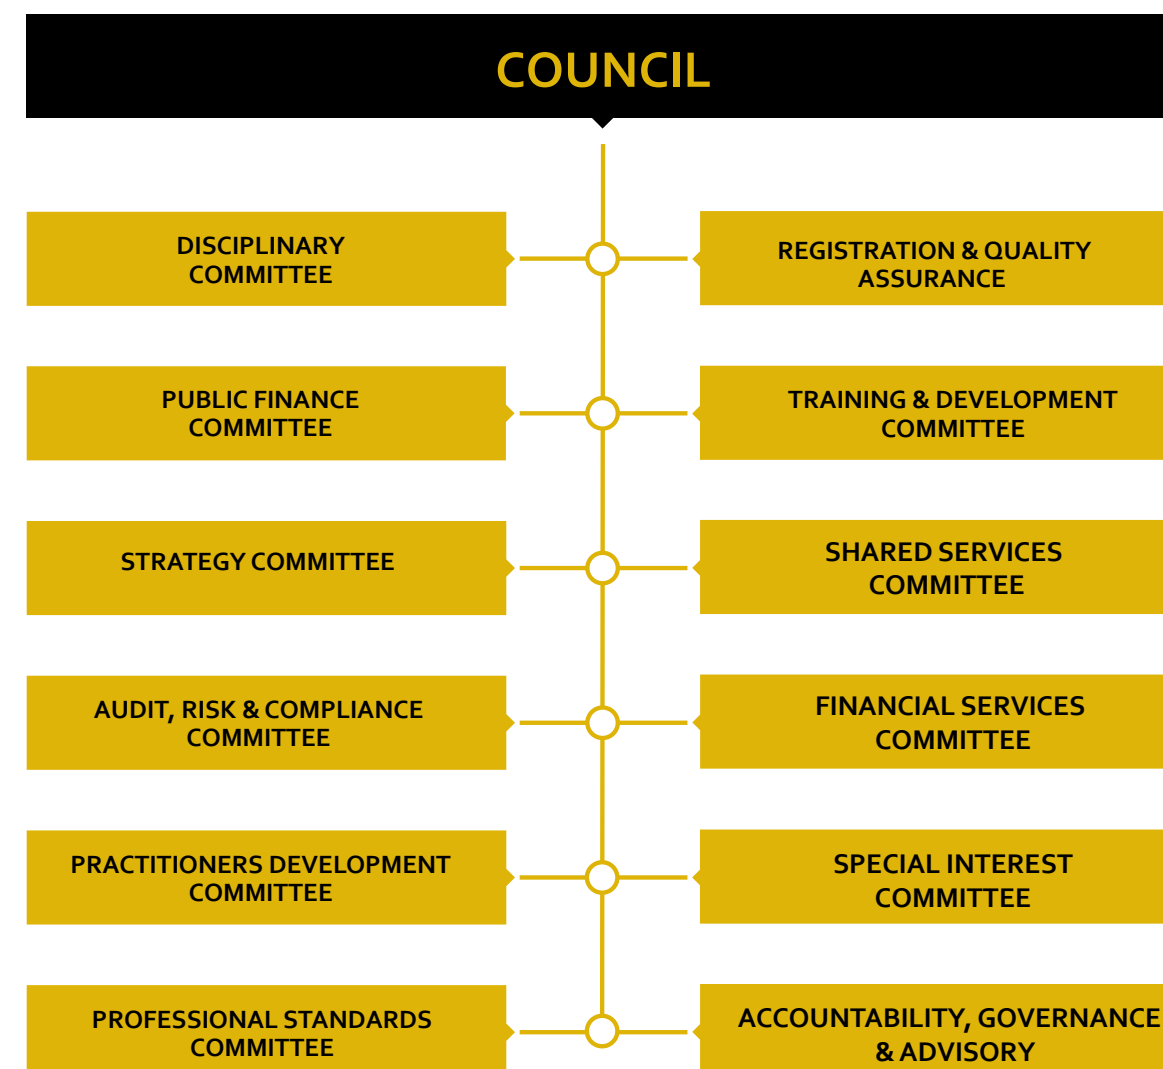 COUNCIL
DISCIPLINARY
COMMITTEE
REGISTRATION & QUALITY
ASSURANCE
PUBLIC FINANCE
COMMITTEE
TRAINING & DEVELOPMENT
COMMITTEE
STRATEGY COMMITTEE
SHARED SERVICES
COMMITTEE
AUDIT, RISK & COMPLIANCE
COMMITTEE
FINANCIAL SERVICES
COMMITTEE
PRACTITIONERS DEVELOPMENT
COMMITTEE
SPECIAL INTEREST
COMMITTEE
PROFESSIONAL STANDARDS
COMMITTEE
ACCOUNTABILITY, GOVERNANCE
& ADVISORY